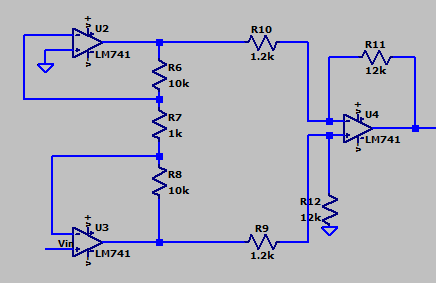 U2
LM741
R6
10k
R7
1k
R8
10k
U3
LM741
Vin
R10
1.2k
R9
1.2k
R11
12k
U4
LM741
R12
12k